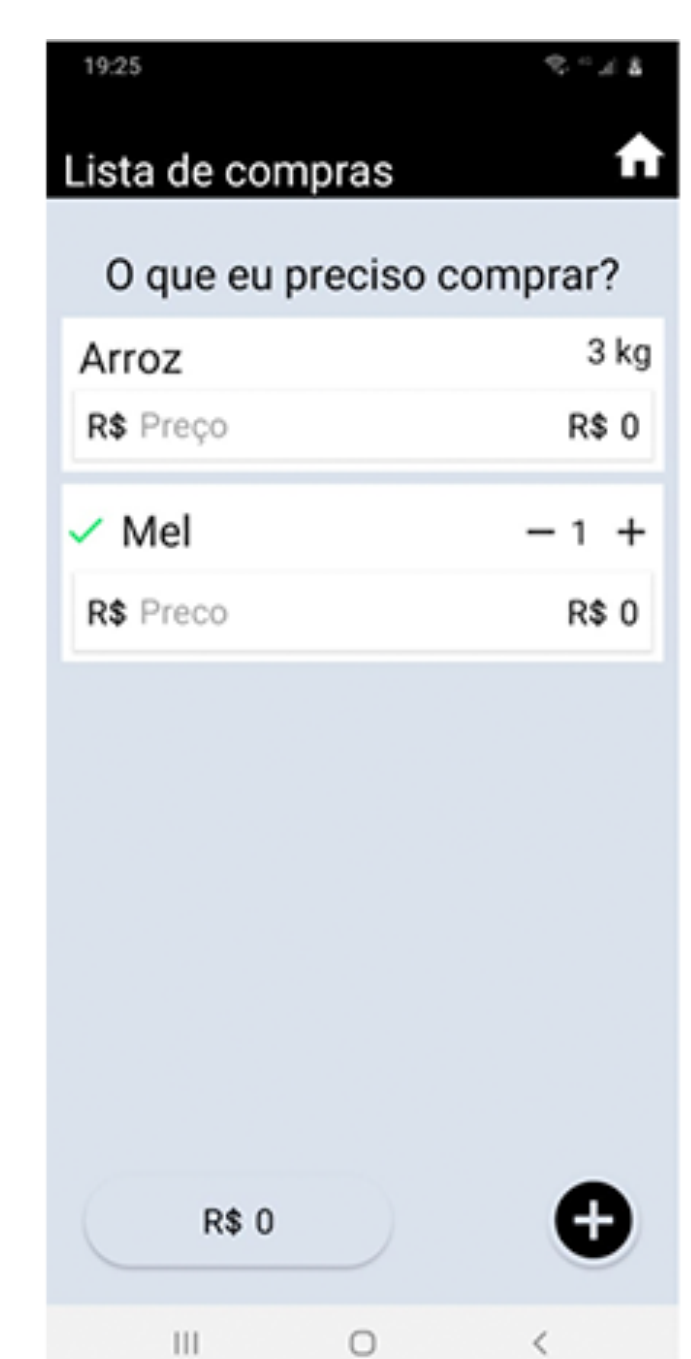 19:25
Lista de compras
O que eu preciso comprar?
Arroz 3 kg
R$ Preço R$ 0
Mel − 1 +
R$ Preco R$ 0
R$ 0